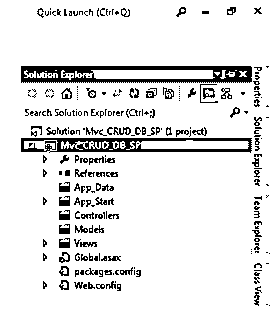 Quick Launch (Ctrl+Q)
Solution Explorer
Search Solution Explorer (Ctrl+;)
Solution 'Mvc_CRUD_DB_SP' (1 project)
Mvc_CRUD_DB_SP
Properties
References
App_Data
App_Start
Controllers
Models
Views
Global.asax
packages.config
Web.config
Properties
Solution Explorer
Team Explorer
Class View